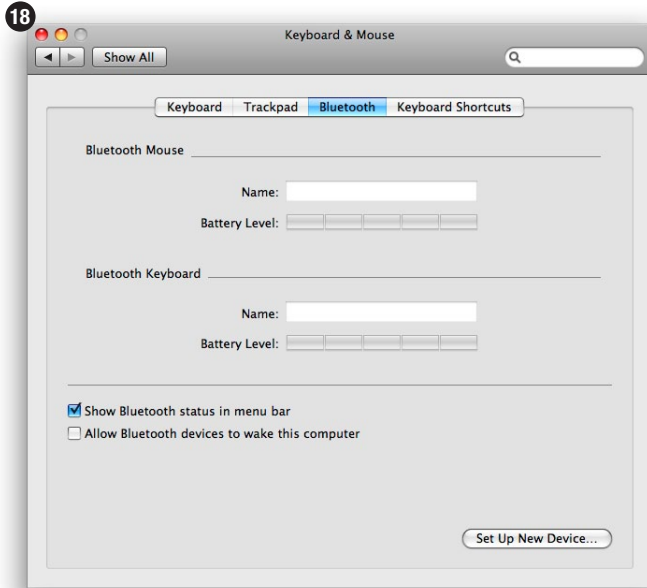 18
Keyboard & Mouse
Show All
Keyboard Trackpad Bluetooth Keyboard Shortcuts
Bluetooth Mouse
Name:
Battery Level:
Bluetooth Keyboard
Name:
Battery Level:
Show Bluetooth status in menu bar
Allow Bluetooth devices to wake this computer
Set Up New Device...